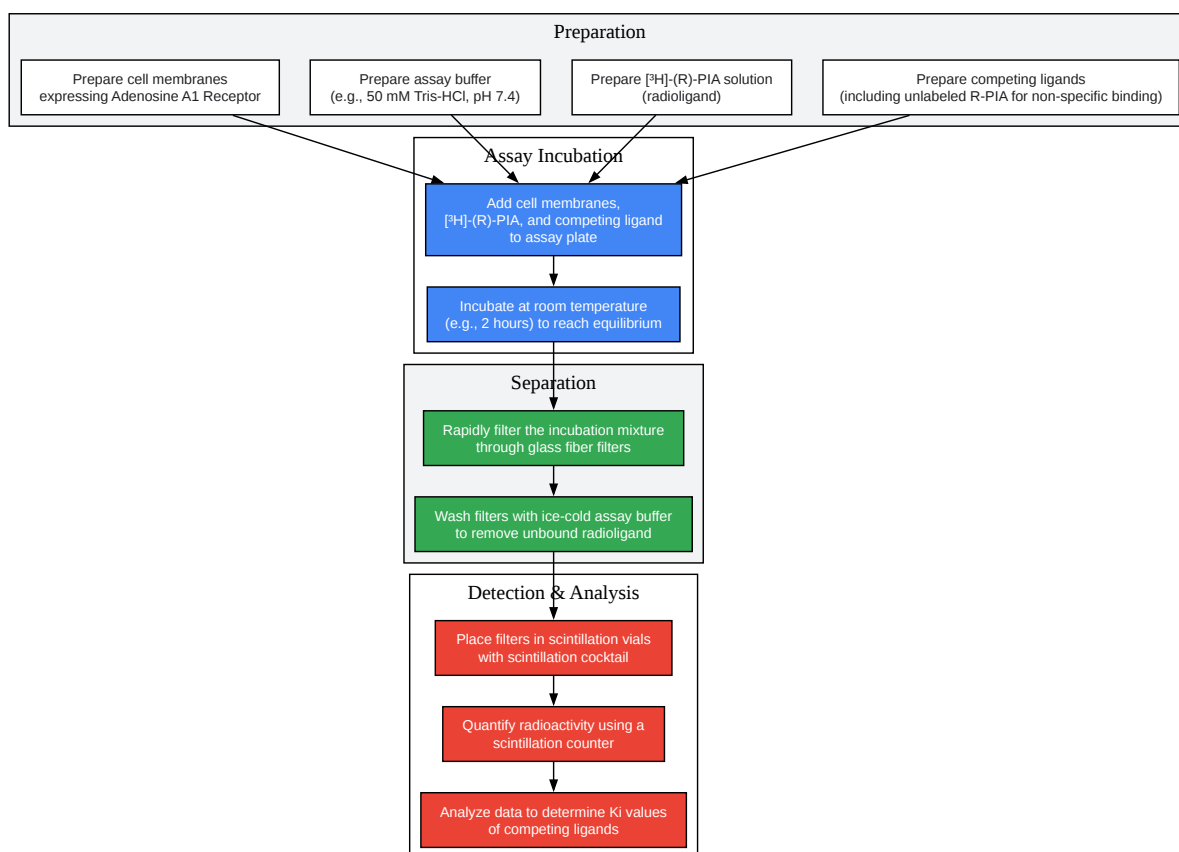 Preparation
Prepare cell membranes
expressing Adenosine A1 Receptor
Prepare assay buffer
(e.g., 50 mM Tris-HCl, pH 7.4)
Prepare [³H]-(R)-PIA solution
(radioligand)
Prepare competing ligands
(including unlabeled R-PIA for non-specific binding)
Assay Incubation
Add cell membranes,
[³H]-(R)-PIA, and competing ligand
to assay plate
Incubate at room temperature
(e.g., 2 hours) to reach equilibrium
Separation
Rapidly filter the incubation mixture
through glass fiber filters
Wash filters with ice-cold assay buffer
to remove unbound radioligand
Detection & Analysis
Place filters in scintillation vials
with scintillation cocktail
Quantify radioactivity using a
scintillation counter
Analyze data to determine Ki values
of competing ligands